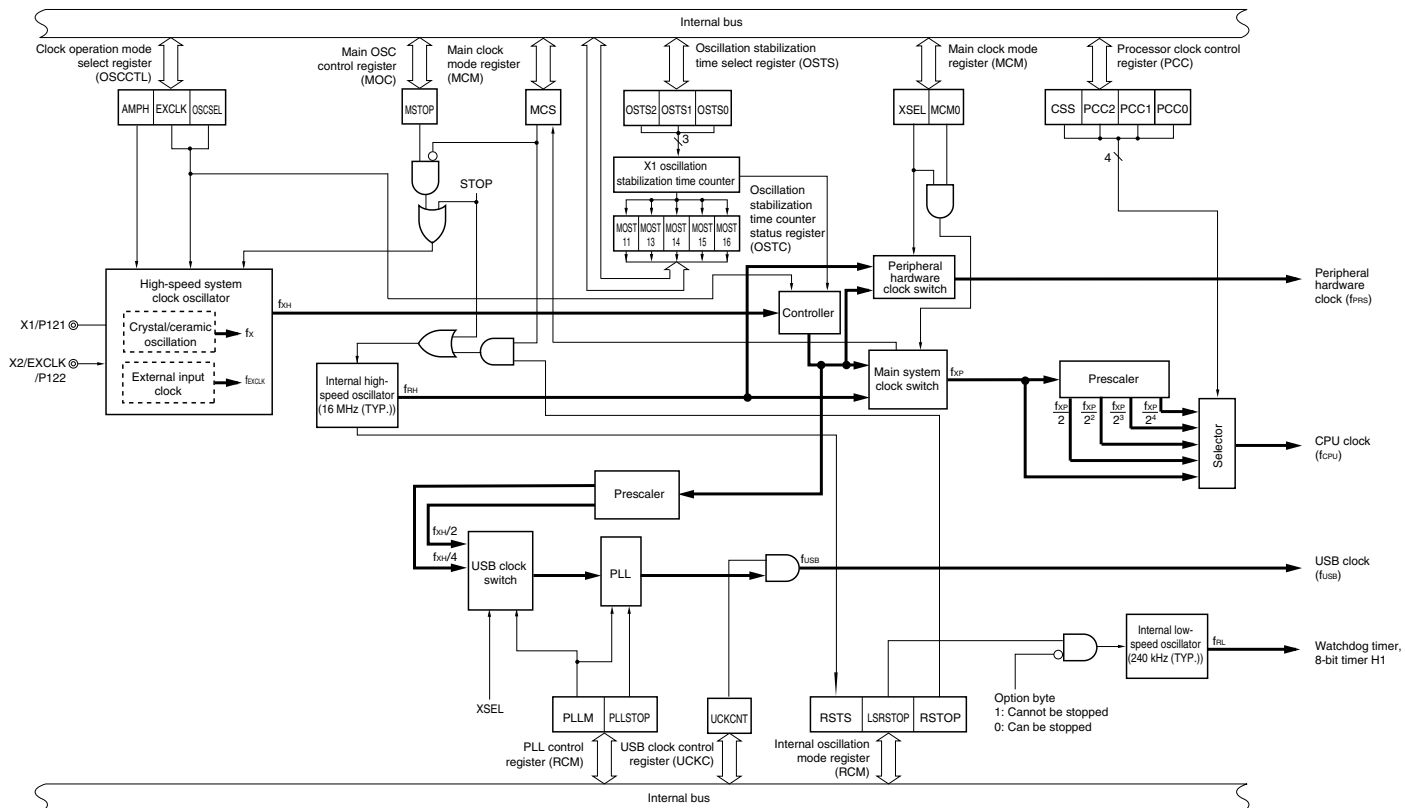 Internal bus
Clock operation mode
select register
(OSCCTL)
Main OSC
control register
(MOC)
Main clock
mode register
(MCM)
Oscillation stabilization
time select register (OSTS)
Main clock mode
register (MCM)
Processor clock control
register (PCC)
AMPH EXCLK OSCSEL
MSTOP
MCS
OSTS2 OSTS1 OSTS0
XSEL MCM0
CSS PCC2 PCC1 PCC0
3
4
X1 oscillation
stabilization time counter
STOP
Oscillation
stabilization
time counter
status register
(OSTC)
MOST 11
MOST 13
MOST 14
MOST 15
MOST 16
High-speed system
clock oscillator
Crystal/ceramic
oscillation
fX
External input
clock
fEXCLK
X1/P121
X2/EXCLK
/P122
fXH
Controller
Peripheral
hardware
clock switch
Peripheral
hardware
clock (fPRS)
Internal high-
speed oscillator
(16 MHz (TYP.))
fRH
Main system
clock switch
fXP
Prescaler
fXP/2
fXP/2²
fXP/2³
fXP/2⁴
Selector
CPU clock
(fCPU)
Prescaler
fXH/2
fXH/4
USB clock
switch
PLL
fUSB
USB clock
(fUSB)
Internal low-
speed oscillator
(240 kHz (TYP.))
fRL
Watchdog timer,
8-bit timer H1
Option byte
1: Cannot be stopped
0: Can be stopped
XSEL
PLLM PLLSTOP
UCKCNT
RSTS LSRSTOP RSTOP
PLL control
register (RCM)
USB clock control
register (UCKC)
Internal oscillation
mode register
(RCM)
Internal bus